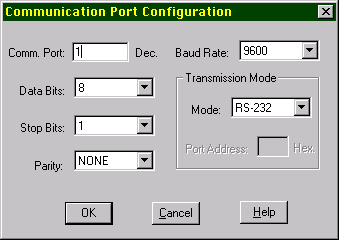 Communication Port Configuration
Comm. Port: 1 Dec. Baud Rate: 9600
Data Bits: 8 Transmission Mode
Mode: RS-232
Stop Bits: 1
Port Address: Hex.
Parity: NONE
OK Cancel Help